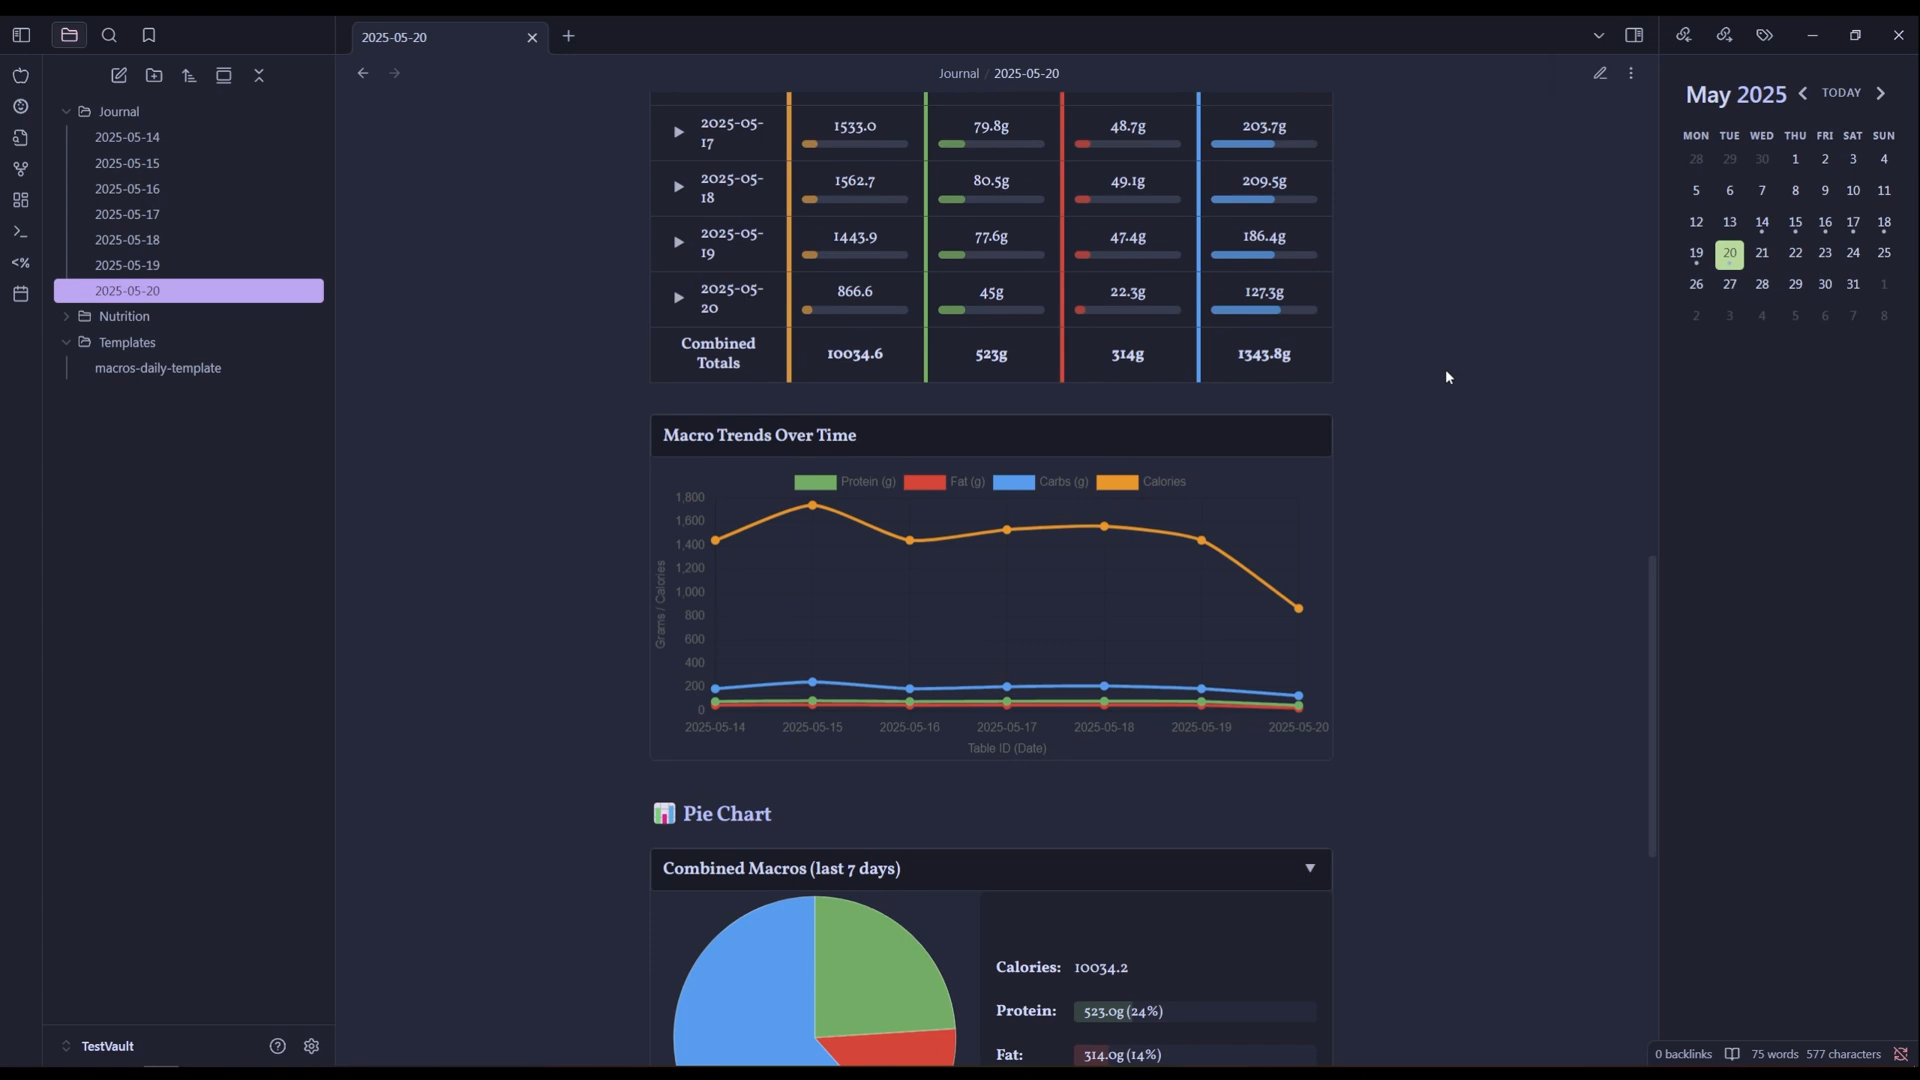 2025-05-20
Journal / 2025-05-20
Journal
2025-05-14
2025-05-15
2025-05-16
2025-05-17
2025-05-18
2025-05-19
2025-05-20
Nutrition
Templates
macros-daily-template
TestVault
2025-05-
17
1533.0
79.8g
48.7g
203.7g
2025-05-
18
1562.7
80.5g
49.1g
209.5g
2025-05-
19
1443.9
77.6g
47.4g
186.4g
2025-05-
20
866.6
45g
22.3g
127.3g
Combined
Totals
10034.6
523g
314g
1343.8g
Macro Trends Over Time
Protein (g) Fat (g) Carbs (g) Calories
1,800
1,600
1,400
1,200
1,000
800
600
400
200
0
Grams / Calories
2025-05-14 2025-05-15 2025-05-16 2025-05-17 2025-05-18 2025-05-19 2025-05-20
Table ID (Date)
Pie Chart
Combined Macros (last 7 days)
Calories: 10034.2
Protein: 523.0g (24%)
Fat: 314.0g (14%)
May 2025
TODAY
MON TUE WED THU FRI SAT SUN
28 29 30 1 2 3 4
5 6 7 8 9 10 11
12 13 14 15 16 17 18
19 20 21 22 23 24 25
26 27 28 29 30 31 1
2 3 4 5 6 7 8
0 backlinks 75 words 577 characters